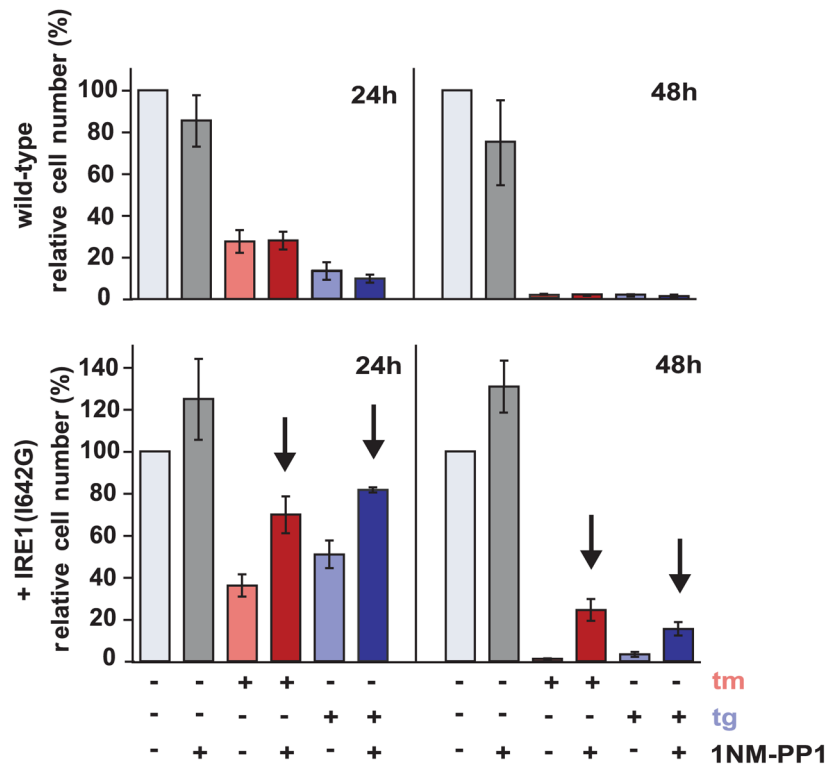 wild-type
relative cell number (%)
100
80
60
40
20
0
24h
48h
+ IRE1(I642G)
relative cell number (%)
140
120
100
80
60
40
20
0
24h
48h
- - + + - - - - + + - - tm
- - - - + + - - - - + + tg
- + - + - + - + - + - + 1NM-PP1